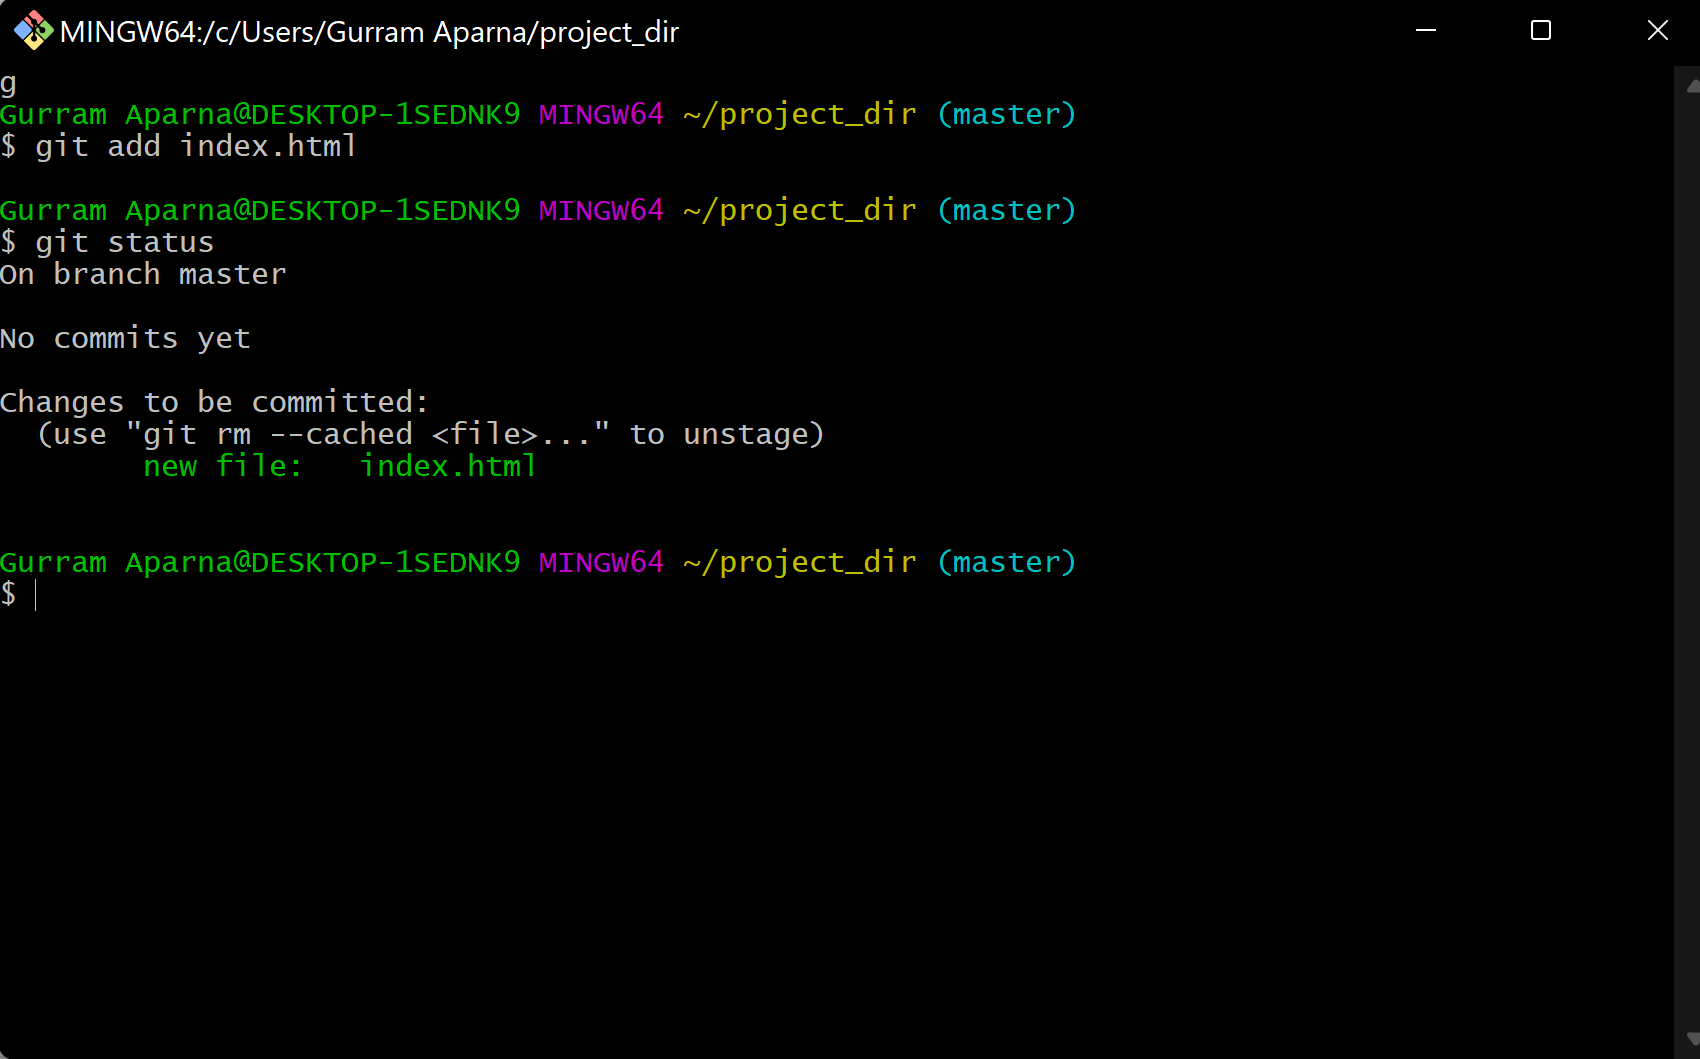 MINGW64:/c/Users/Gurram Aparna/project_dir
g
Gurram Aparna@DESKTOP-1SEDNK9 MINGW64 ~/project_dir (master)
$ git add index.html
Gurram Aparna@DESKTOP-1SEDNK9 MINGW64 ~/project_dir (master)
$ git status
On branch master
No commits yet
Changes to be committed:
  (use "git rm --cached <file>..." to unstage)
        new file:   index.html
Gurram Aparna@DESKTOP-1SEDNK9 MINGW64 ~/project_dir (master)
$